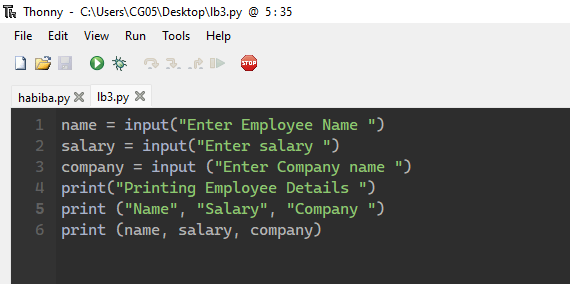 Thonny - C:\Users\CG05\Desktop\lb3.py @ 5:35
File Edit View Run Tools Help
STOP
habiba.py lb3.py
1 name = input("Enter Employee Name ")
2 salary = input("Enter salary ")
3 company = input ("Enter Company name ")
4 print("Printing Employee Details ")
5 print ("Name", "Salary", "Company ")
6 print (name, salary, company)